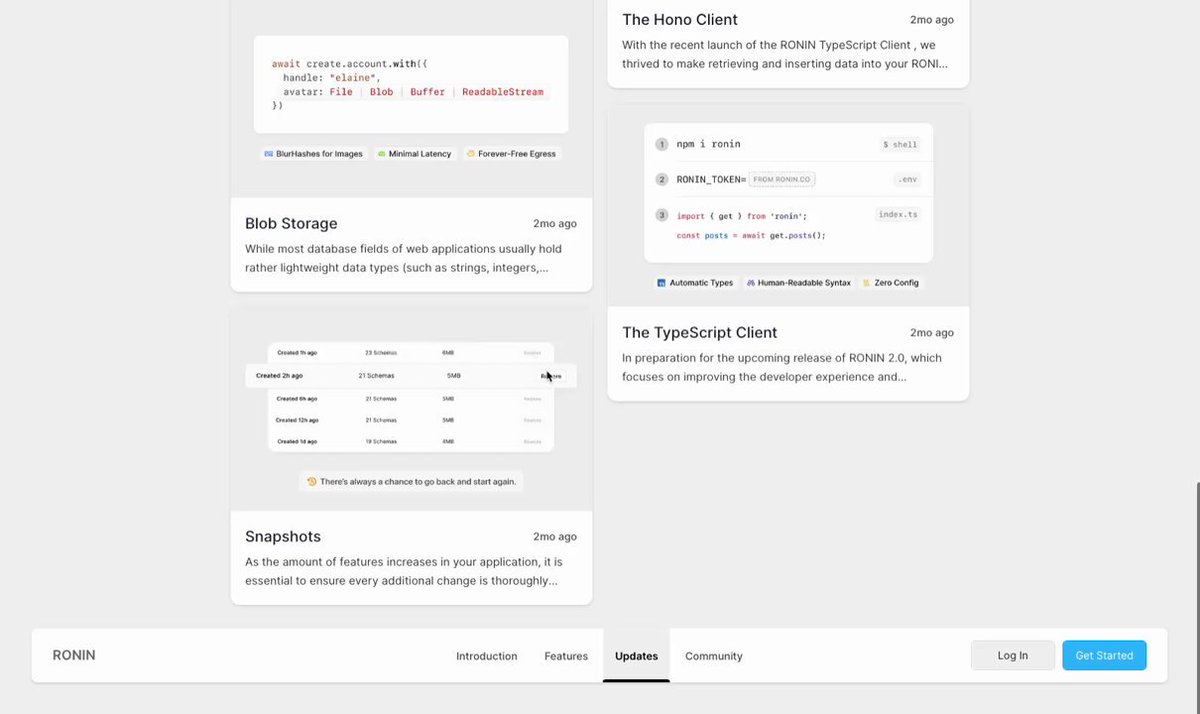 await create.account.with({
handle: "elaine",
avatar: File | Blob | Buffer | ReadableStream
})
BlurHashes for Images
Minimal Latency
Forever-Free Egress
Blob Storage
2mo ago
While most database fields of web applications usually hold
rather lightweight data types (such as strings, integers,...
Created 1h ago 23 Schemas 6MB Restore
Created 2h ago 21 Schemas 5MB
Created 6h ago 21 Schemas 5MB Restore
Created 12h ago 21 Schemas 5MB Restore
Created 1d ago 19 Schemas 4MB Restore
There's always a chance to go back and start again.
Snapshots
2mo ago
As the amount of features increases in your application, it is
essential to ensure every additional change is thoroughly...
The Hono Client
2mo ago
With the recent launch of the RONIN TypeScript Client , we
thrived to make retrieving and inserting data into your RONI...
1 npm i ronin $ shell
2 RONIN_TOKEN= FROM RONIN.CO .env
3 import { get } from 'ronin'; index.ts
const posts = await get.posts();
Automatic Types
Human-Readable Syntax
Zero Config
The TypeScript Client
2mo ago
In preparation for the upcoming release of RONIN 2.0, which
focuses on improving the developer experience and...
RONIN
Introduction
Features
Updates
Community
Log In
Get Started